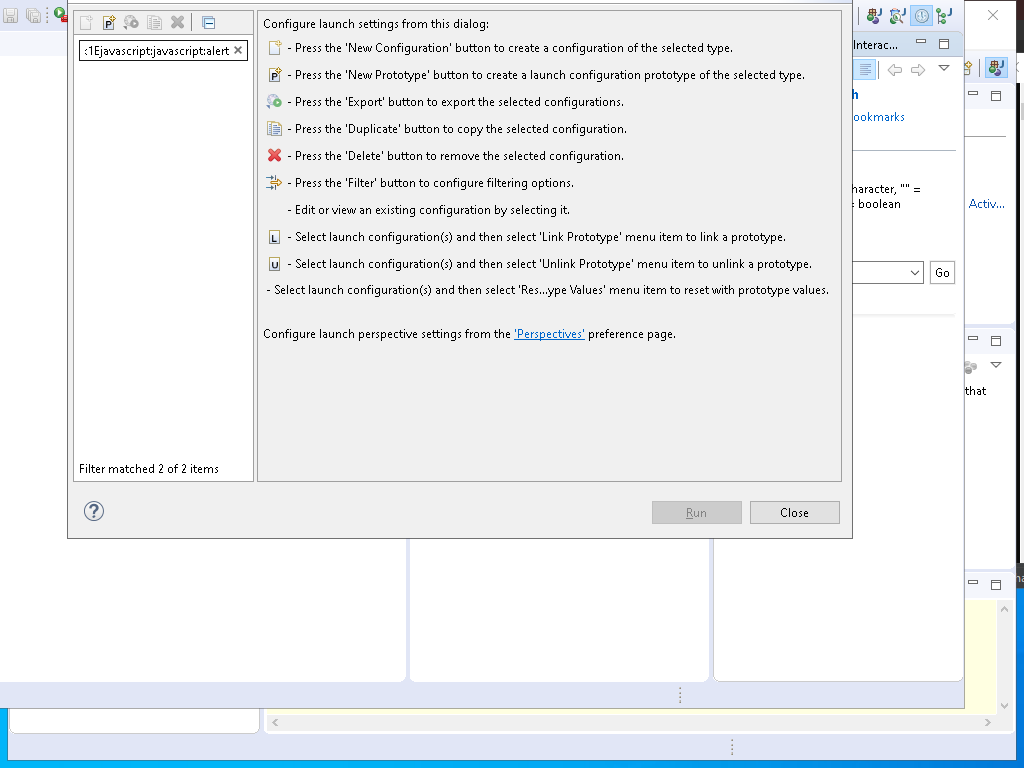 :1Ejavascript:javascript:alert
Filter matched 2 of 2 items
Configure launch settings from this dialog:
- Press the 'New Configuration' button to create a configuration of the selected type.
- Press the 'New Prototype' button to create a launch configuration prototype of the selected type.
- Press the 'Export' button to export the selected configurations.
- Press the 'Duplicate' button to copy the selected configuration.
- Press the 'Delete' button to remove the selected configuration.
- Press the 'Filter' button to configure filtering options.
- Edit or view an existing configuration by selecting it.
- Select launch configuration(s) and then select 'Link Prototype' menu item to link a prototype.
- Select launch configuration(s) and then select 'Unlink Prototype' menu item to unlink a prototype.
- Select launch configuration(s) and then select 'Res...ype Values' menu item to reset with prototype values.
Configure launch perspective settings from the 'Perspectives' preference page.
Run
Close
Interac...
h
ookmarks
haracter, "" =
= boolean
Go
Activ...
that